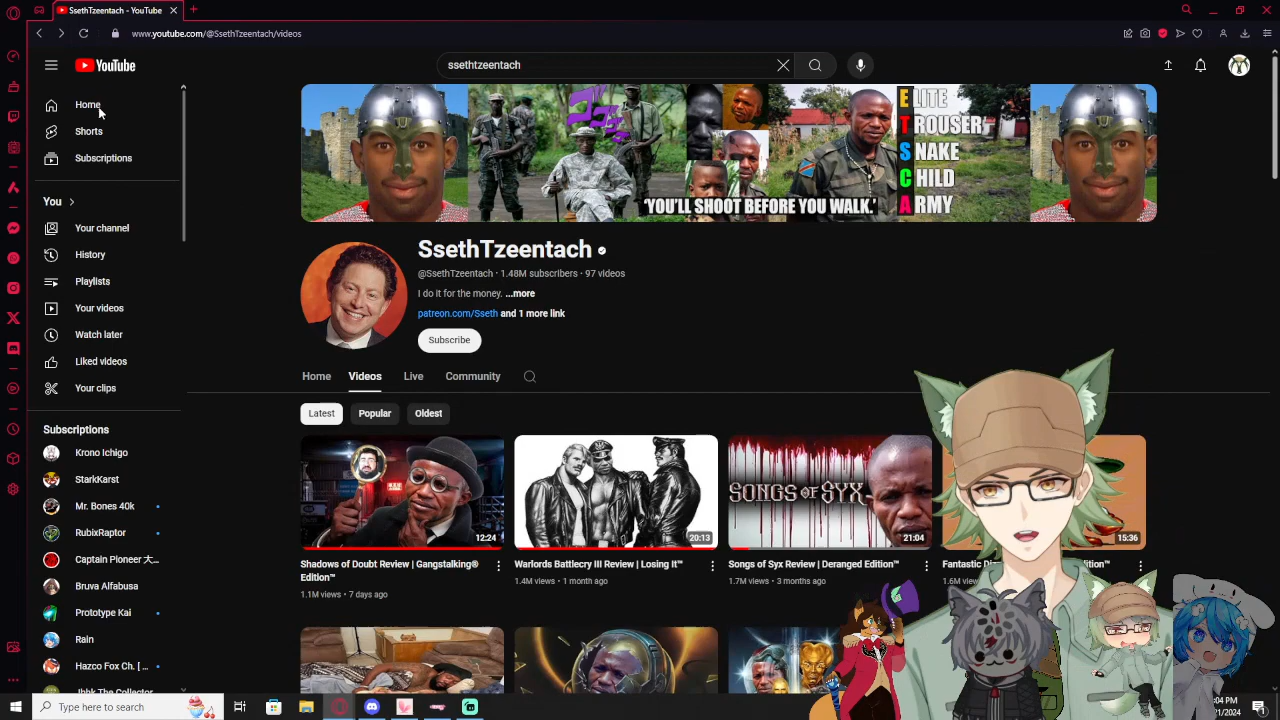 SsethTzeentach - YouTube
www.youtube.com/@SsethTzeentach/videos
YouTube
ssethtzeentach
Home
Shorts
Subscriptions
You
Your channel
History
Playlists
Your videos
Watch later
Liked videos
Your clips
Subscriptions
Krono Ichigo
StarkKarst
Mr. Bones 40k
RubixRaptor
Captain Pioneer 大...
Bruva Alfabusa
Prototype Kai
Rain
Hazco Fox Ch. [ ...
ELITE
TROUSER
SNAKE
CHILD
ARMY
'YOU'LL SHOOT BEFORE YOU WALK.'
SsethTzeentach
@SsethTzeentach · 1.48M subscribers · 97 videos
I do it for the money. ...more
patreon.com/Sseth and 1 more link
Subscribe
Home Videos Live Community
Latest Popular Oldest
12:24
20:13
SONGS OF SYX
21:04
15:36
Shadows of Doubt Review | Gangstalking® Edition™
1.1M views · 7 days ago
Warlords Battlecry III Review | Losing It™
1.4M views · 1 month ago
Songs of Syx Review | Deranged Edition™
1.7M views · 3 months ago
Type here to search